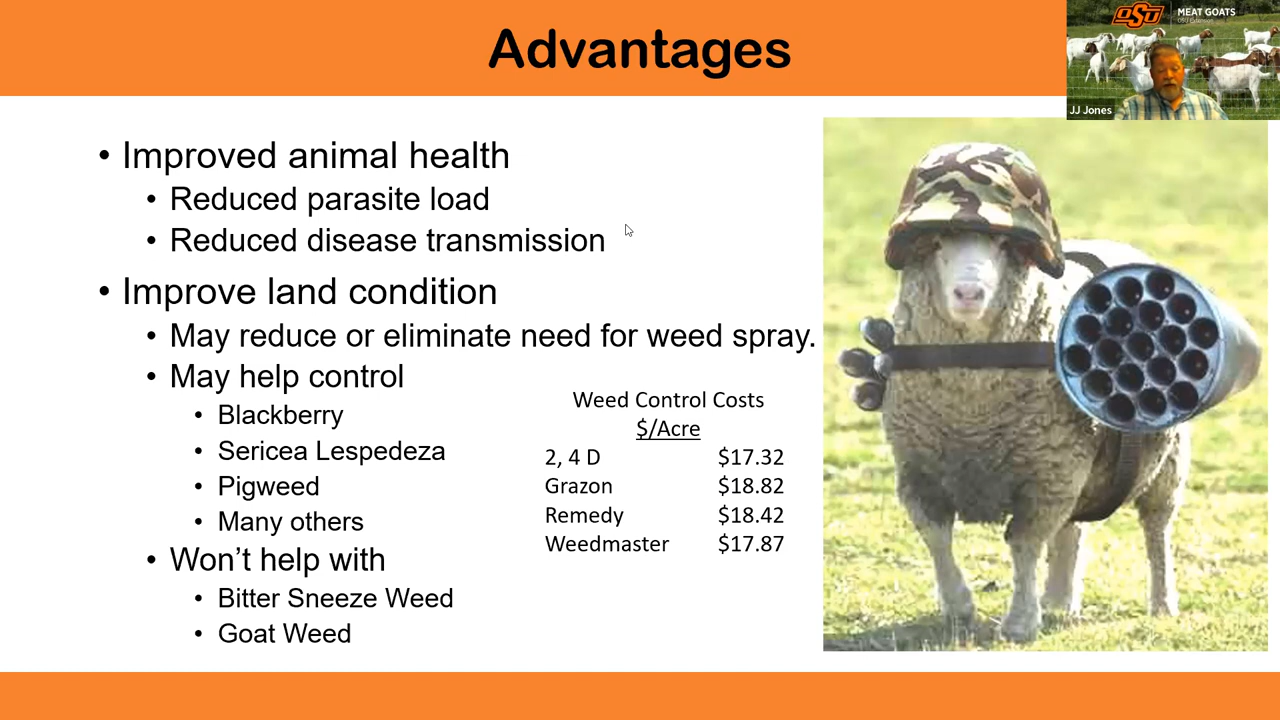 Advantages
OSU
MEAT GOATS
OSU Extension
JJ Jones
• Improved animal health
• Reduced parasite load
• Reduced disease transmission
• Improve land condition
• May reduce or eliminate need for weed spray.
• May help control
• Blackberry
• Sericea Lespedeza
• Pigweed
• Many others
• Won’t help with
• Bitter Sneeze Weed
• Goat Weed
Weed Control Costs
$/Acre
2, 4 D $17.32
Grazon $18.82
Remedy $18.42
Weedmaster $17.87